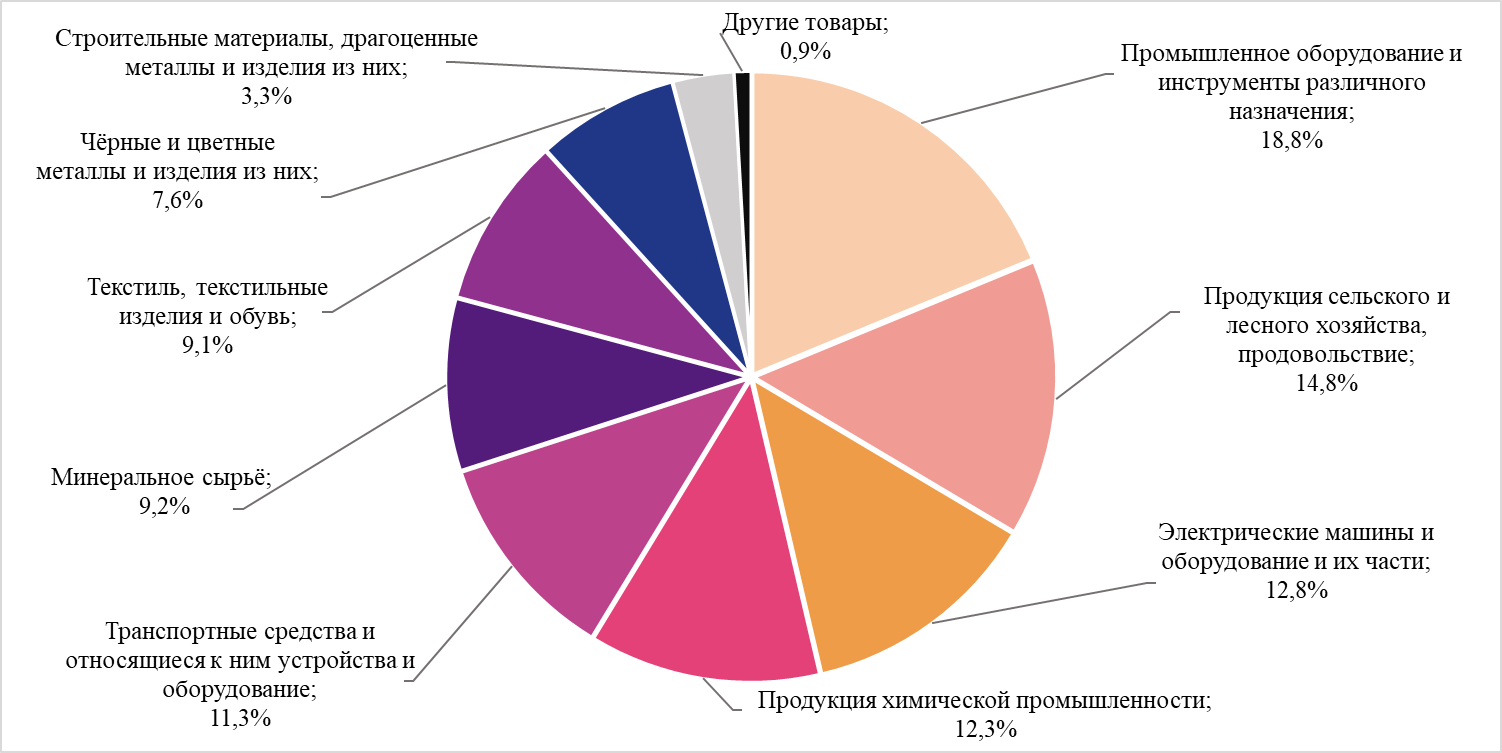 Другие товары;
0,9%
Промышленное оборудование и
инструменты различного
назначения;
18,8%
Продукция сельского и
лесного хозяйства,
продовольствие;
14,8%
Электрические машины и
оборудование и их части;
12,8%
Продукция химической промышленности;
12,3%
Транспортные средства и
относящиеся к ним устройства и
оборудование;
11,3%
Минеральное сырьё;
9,2%
Текстиль, текстильные
изделия и обувь;
9,1%
Чёрные и цветные
металлы и изделия из них;
7,6%
Строительные материалы, драгоценные
металлы и изделия из них;
3,3%